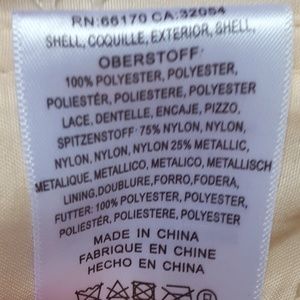 RN:66170 CA:32054
SHELL, COQUILLE, EXTERIOR, SHELL,
OBERSTOFF:
100% POLYESTER, POLYESTER,
POLIESTÉR, POLIESTERE, POLYESTER,
LACE, DENTELLE, ENCAJE, PIZZO,
SPITZENSTOFF: 75% NYLON, NYLON,
NYLON, NYLON, NYLON 25% METALLIC,
METALIQUE, METALLICO, METALICO, METALLISCH
LINING,DOUBLURE,FORRO,FODERA,
FUTTER: 100% POLYESTER, POLYESTER,
POLIESTÉR, POLIESTERE, POLYESTER
MADE IN CHINA
FABRIQUE EN CHINE
HECHO EN CHINA